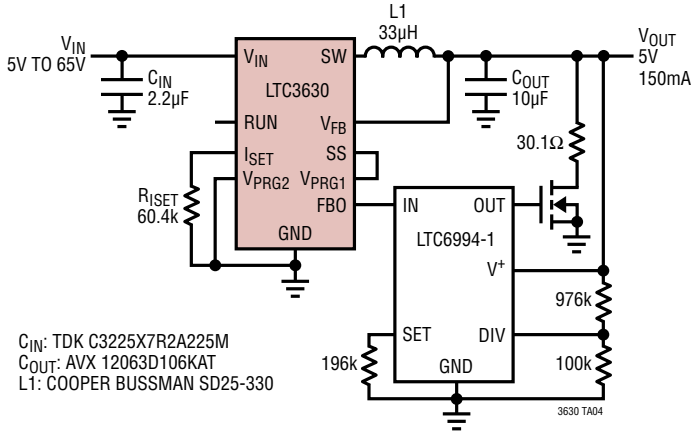 L1
33µH
VIN
5V TO 65V
CIN
2.2µF
VIN
SW
LTC3630
RUN
VFB
ISET
SS
VPRG2
VPRG1
FBO
GND
RISET
60.4k
COUT
10µF
VOUT
5V
150mA
30.1Ω
IN
OUT
LTC6994-1
V+
SET
DIV
GND
196k
976k
100k
CIN: TDK C3225X7R2A225M
COUT: AVX 12063D106KAT
L1: COOPER BUSSMAN SD25-330
3630 TA04